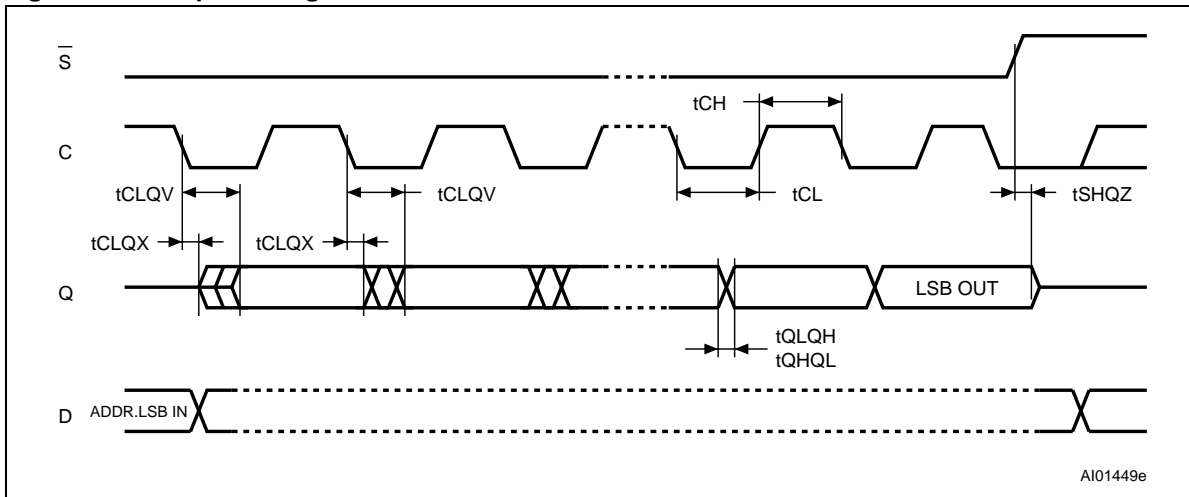 S
tCH
C
tCLQV
tCLQV
tCL
tSHQZ
tCLQX
tCLQX
Q
LSB OUT
tQLQH
tQHQL
D
ADDR.LSB IN
AI01449e